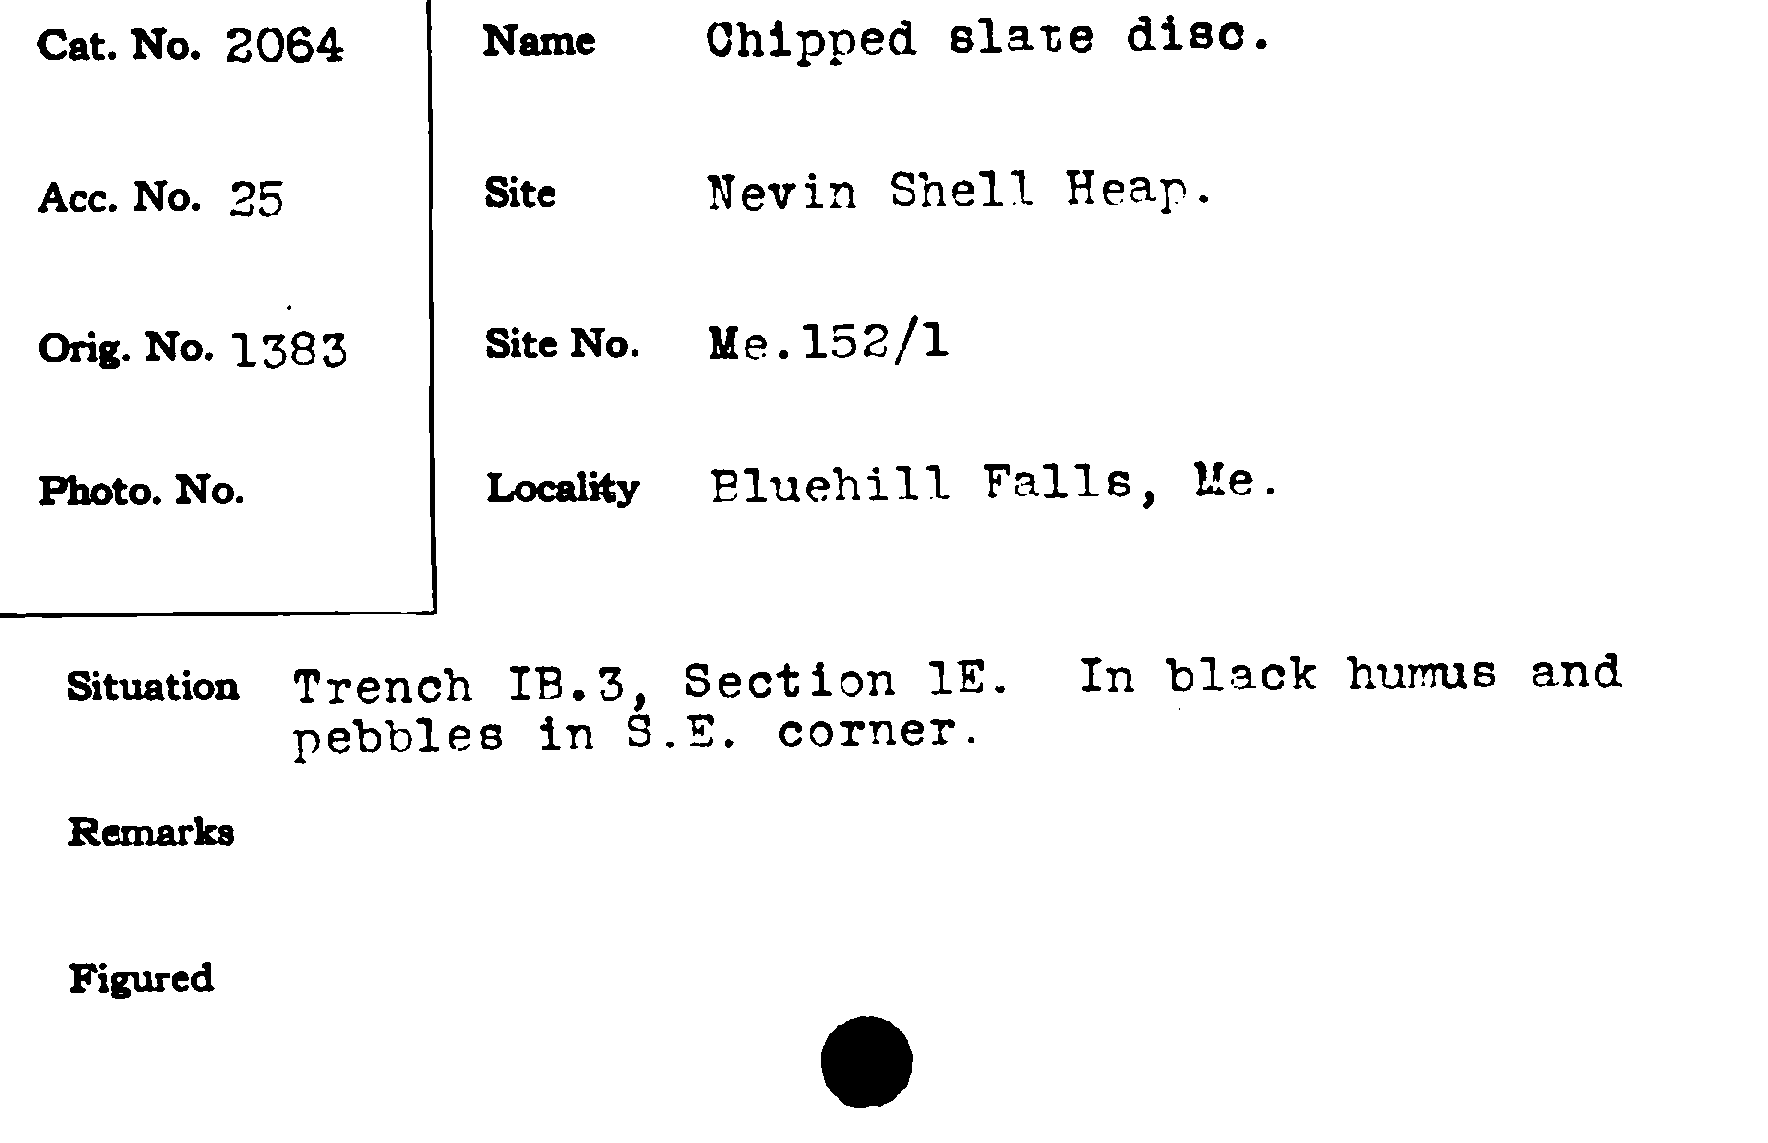 Cat. No. 2064
Name Chipped slate disc.
Acc. No. 25
Site Nevin Shell Heap.
Orig. No. 1383
Site No. Me.152/1
Photo. No.
Locality Bluehill Falls, Me.
Situation Trench IB.3, Section 1E. In black humus and
pebbles in S.E. corner.
Remarks
Figured